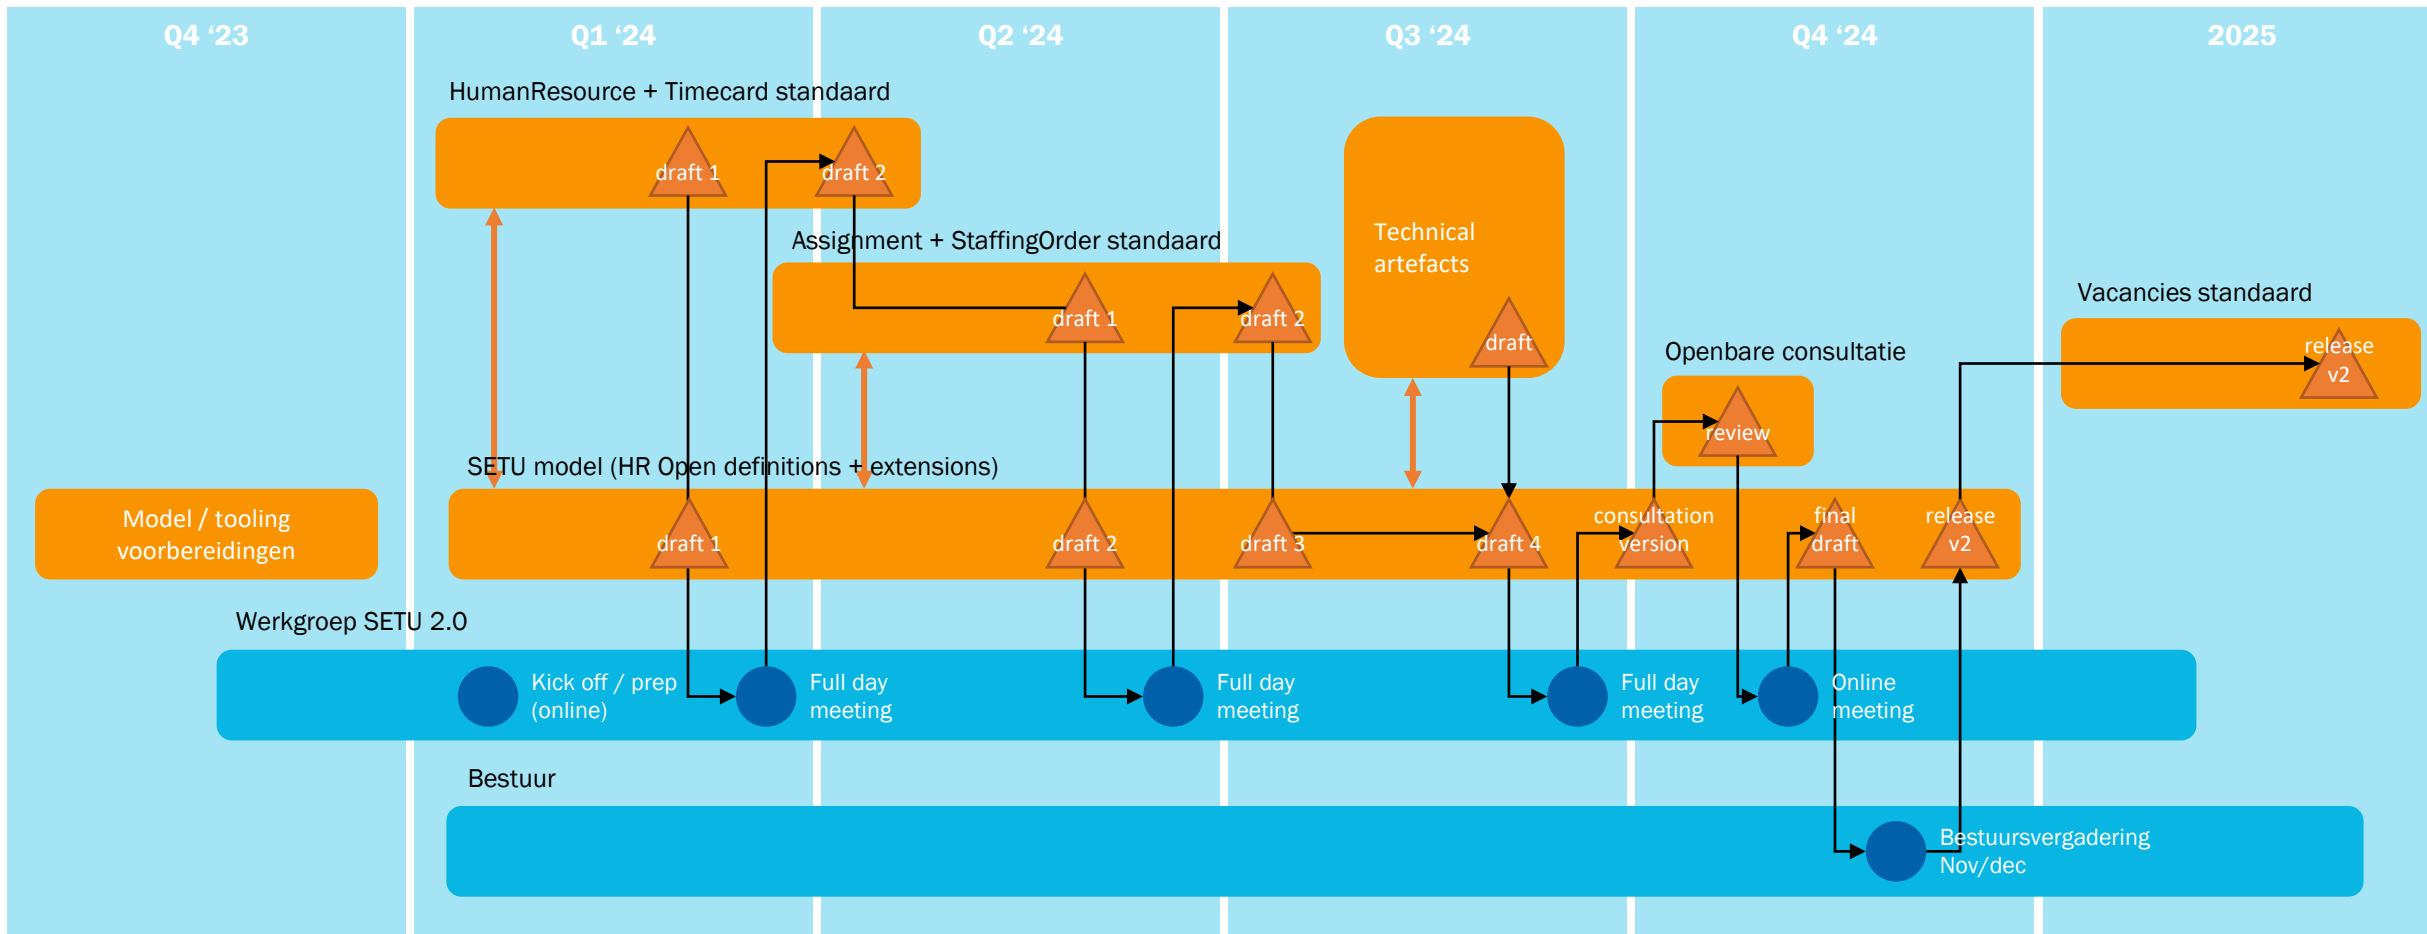 Q4 ‘23
Q1 ‘24
Q2 ‘24
Q3 ‘24
Q4 ‘24
2025
HumanResource + Timecard standaard
draft 1
draft 2
Assignment + StaffingOrder standaard
draft 1
draft 2
Technical
artefacts
draft
Vacancies standaard
release
v2
Openbare consultatie
review
SETU model (HR Open definitions + extensions)
Model / tooling
voorbereidingen
draft 1
draft 2
draft 3
draft 4
consultation
version
final
draft
release
v2
Werkgroep SETU 2.0
Kick off / prep
(online)
Full day
meeting
Full day
meeting
Full day
meeting
Online
meeting
Bestuur
Bestuursvergadering
Nov/dec